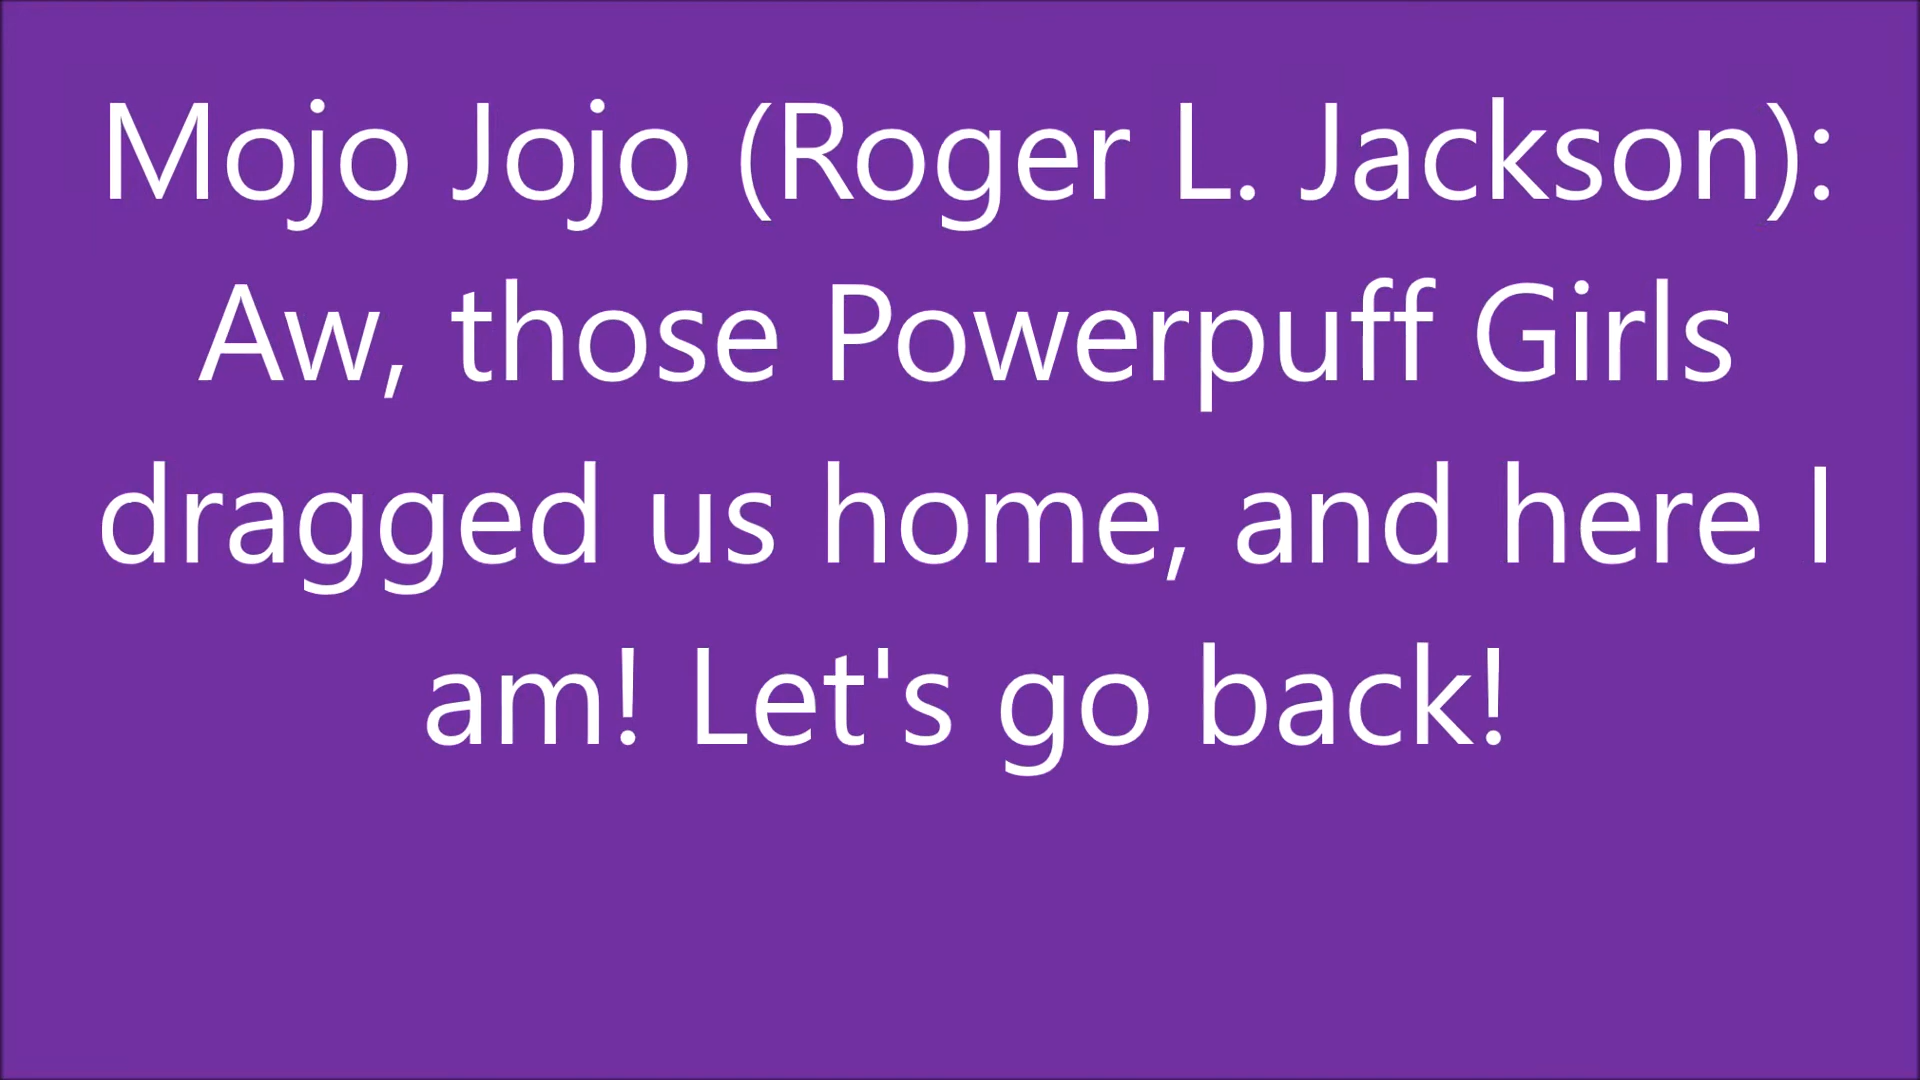 Mojo Jojo (Roger L. Jackson):
Aw, those Powerpuff Girls
dragged us home, and here I
am! Let's go back!